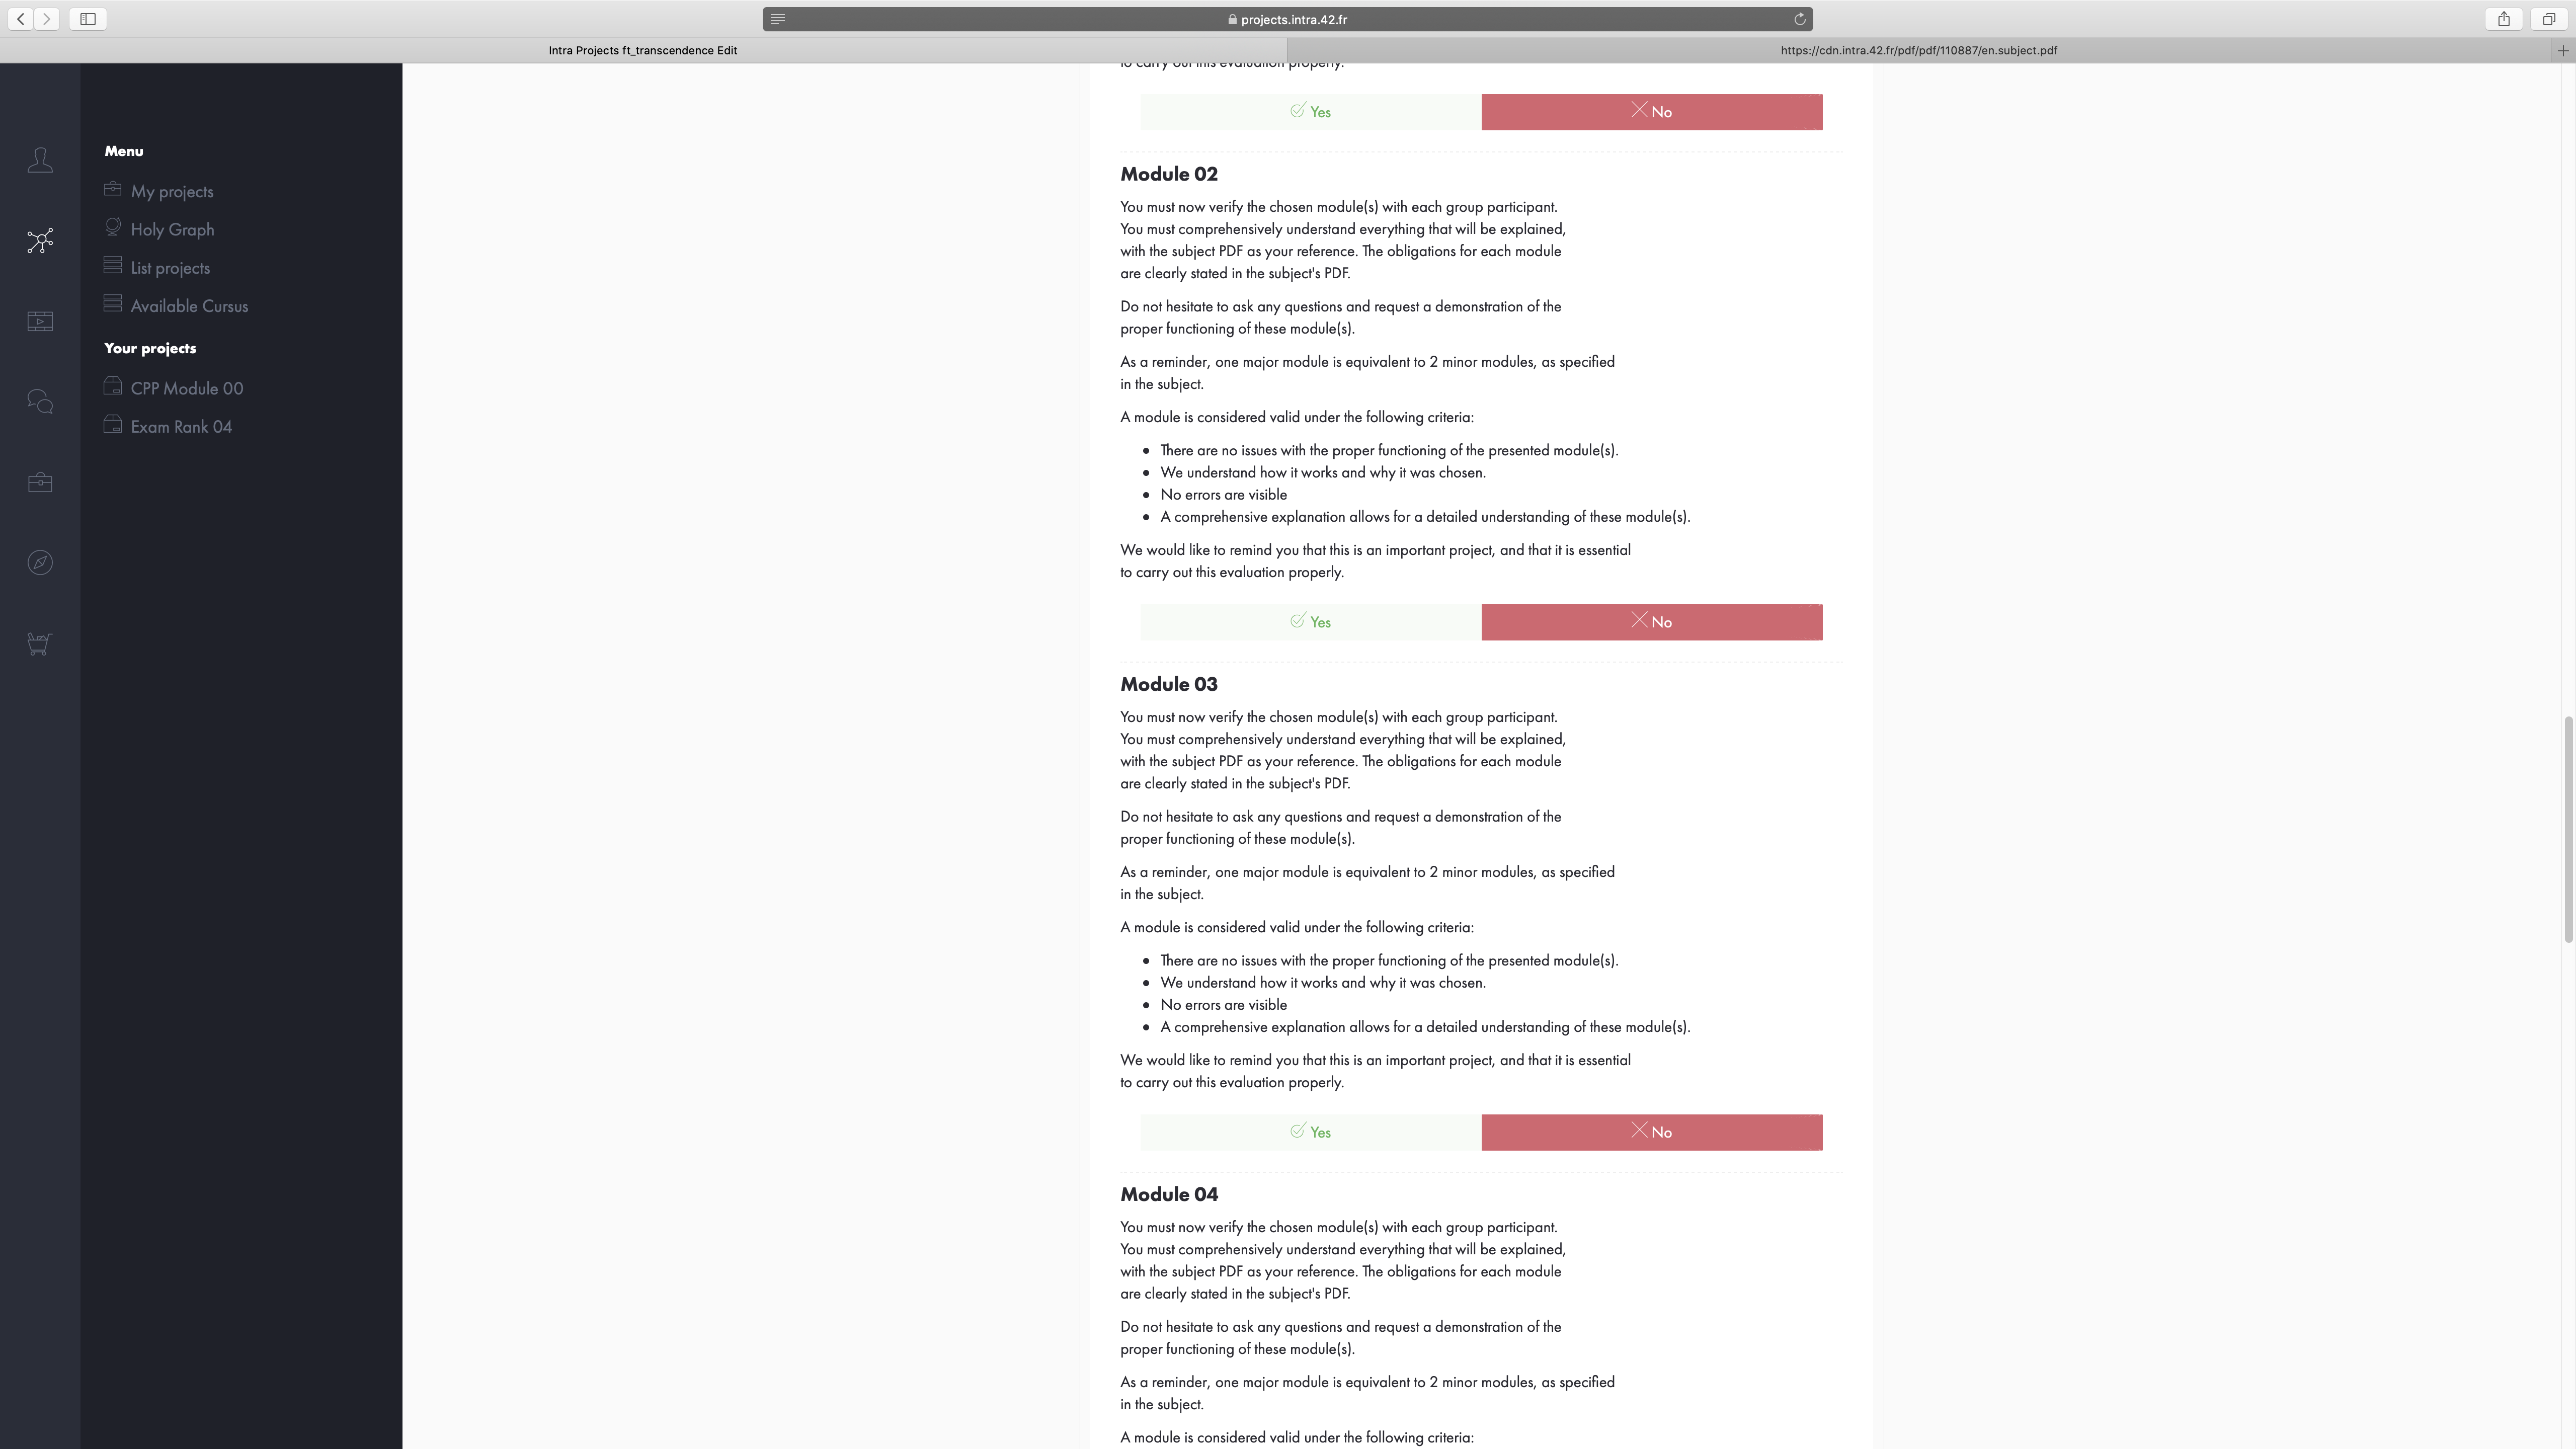 projects.intra.42.fr
Intra Projects ft_transcendence Edit
https://cdn.intra.42.fr/pdf/pdf/110887/en.subject.pdf
Menu
My projects
Holy Graph
List projects
Available Cursus
Your projects
CPP Module 00
Exam Rank 04
to carry out this evaluation properly.
Yes
No
Module 02
You must now verify the chosen module(s) with each group participant.
You must comprehensively understand everything that will be explained,
with the subject PDF as your reference. The obligations for each module
are clearly stated in the subject's PDF.
Do not hesitate to ask any questions and request a demonstration of the
proper functioning of these module(s).
As a reminder, one major module is equivalent to 2 minor modules, as specified
in the subject.
A module is considered valid under the following criteria:
• There are no issues with the proper functioning of the presented module(s).
• We understand how it works and why it was chosen.
• No errors are visible
• A comprehensive explanation allows for a detailed understanding of these module(s).
We would like to remind you that this is an important project, and that it is essential
to carry out this evaluation properly.
Yes
No
Module 03
You must now verify the chosen module(s) with each group participant.
You must comprehensively understand everything that will be explained,
with the subject PDF as your reference. The obligations for each module
are clearly stated in the subject's PDF.
Do not hesitate to ask any questions and request a demonstration of the
proper functioning of these module(s).
As a reminder, one major module is equivalent to 2 minor modules, as specified
in the subject.
A module is considered valid under the following criteria:
• There are no issues with the proper functioning of the presented module(s).
• We understand how it works and why it was chosen.
• No errors are visible
• A comprehensive explanation allows for a detailed understanding of these module(s).
We would like to remind you that this is an important project, and that it is essential
to carry out this evaluation properly.
Yes
No
Module 04
You must now verify the chosen module(s) with each group participant.
You must comprehensively understand everything that will be explained,
with the subject PDF as your reference. The obligations for each module
are clearly stated in the subject's PDF.
Do not hesitate to ask any questions and request a demonstration of the
proper functioning of these module(s).
As a reminder, one major module is equivalent to 2 minor modules, as specified
in the subject.
A module is considered valid under the following criteria: